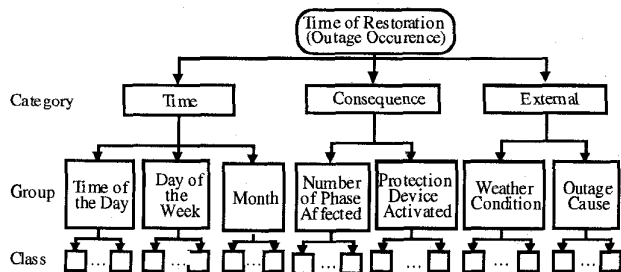 Time of Restoration
(Outage Occurence)
Category
Time
Consequence
External
Group
Time of
the Day
Day of
the
Week
Month
Number
of Phase
Affected
Protection
Device
Activated
Weather
Condition
Outage
Cause
Class
...
...
...
...
...
...
...